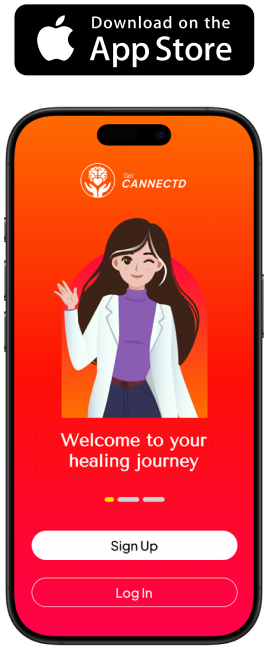 Download on the
App Store
Get
CANNECTD
Welcome to your
healing journey
Sign Up
Log In